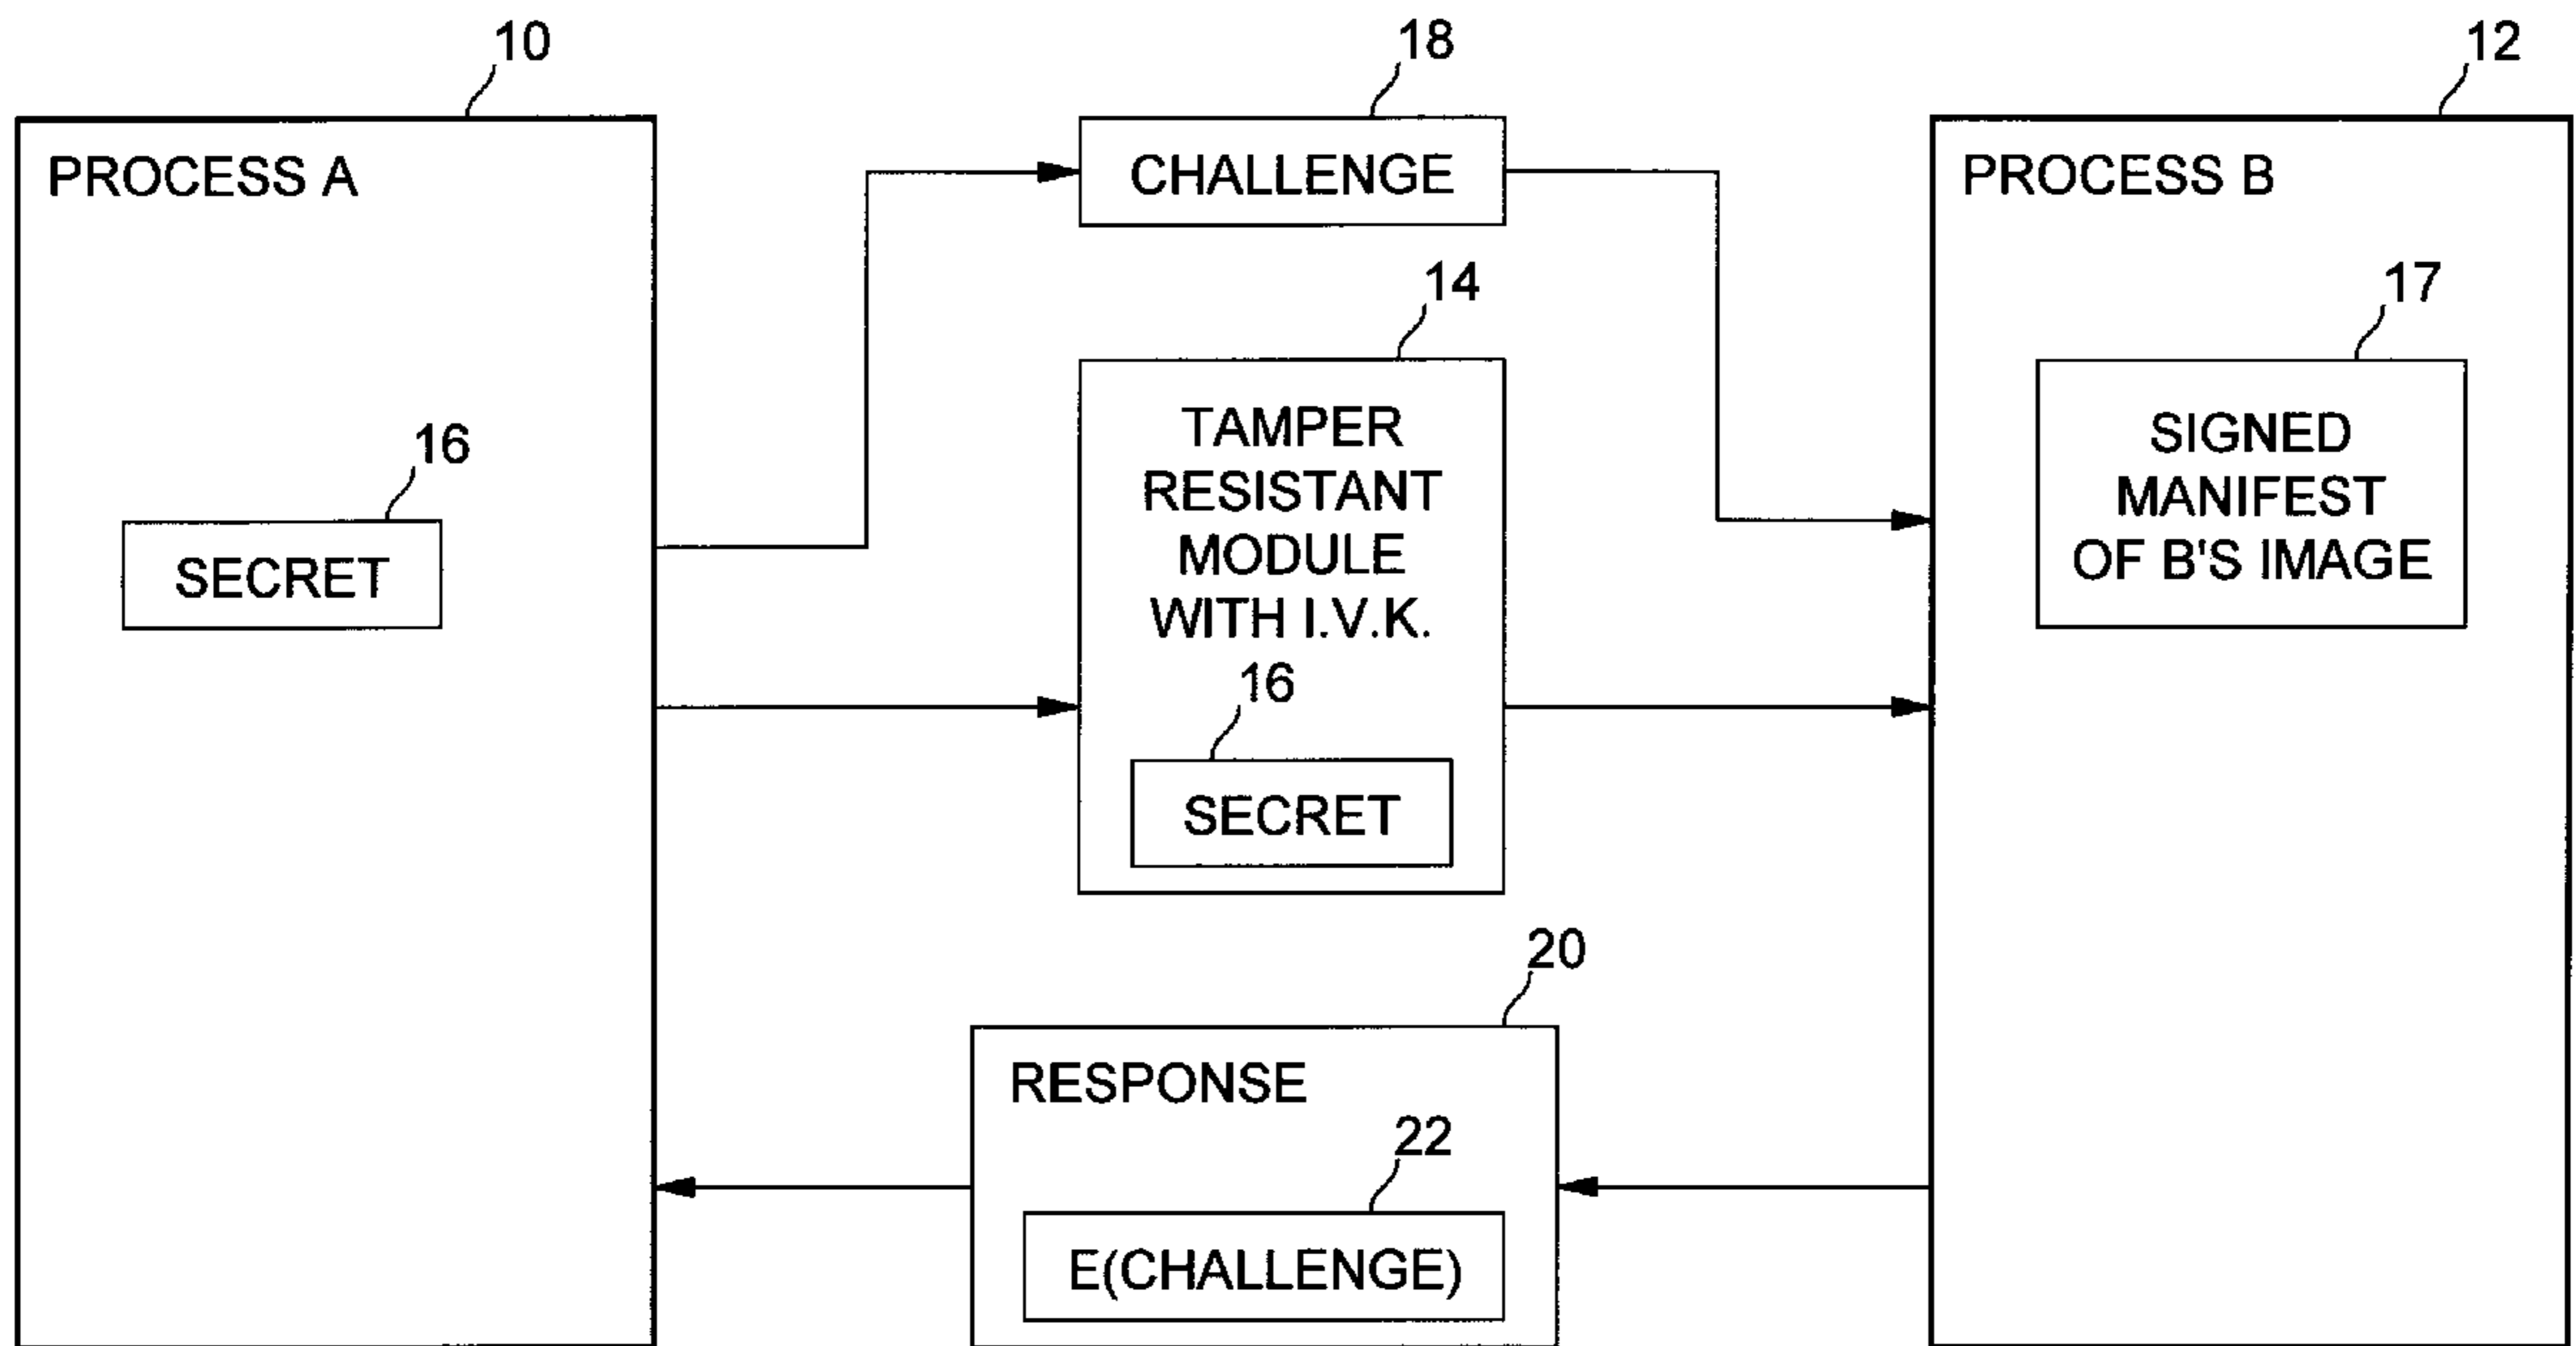 10
18
12
PROCESS A
CHALLENGE
PROCESS B
14
17
16
SECRET
TAMPER
RESISTANT
MODULE
WITH I.V.K.
16
SECRET
SIGNED
MANIFEST
OF B'S IMAGE
20
RESPONSE
22
E(CHALLENGE)